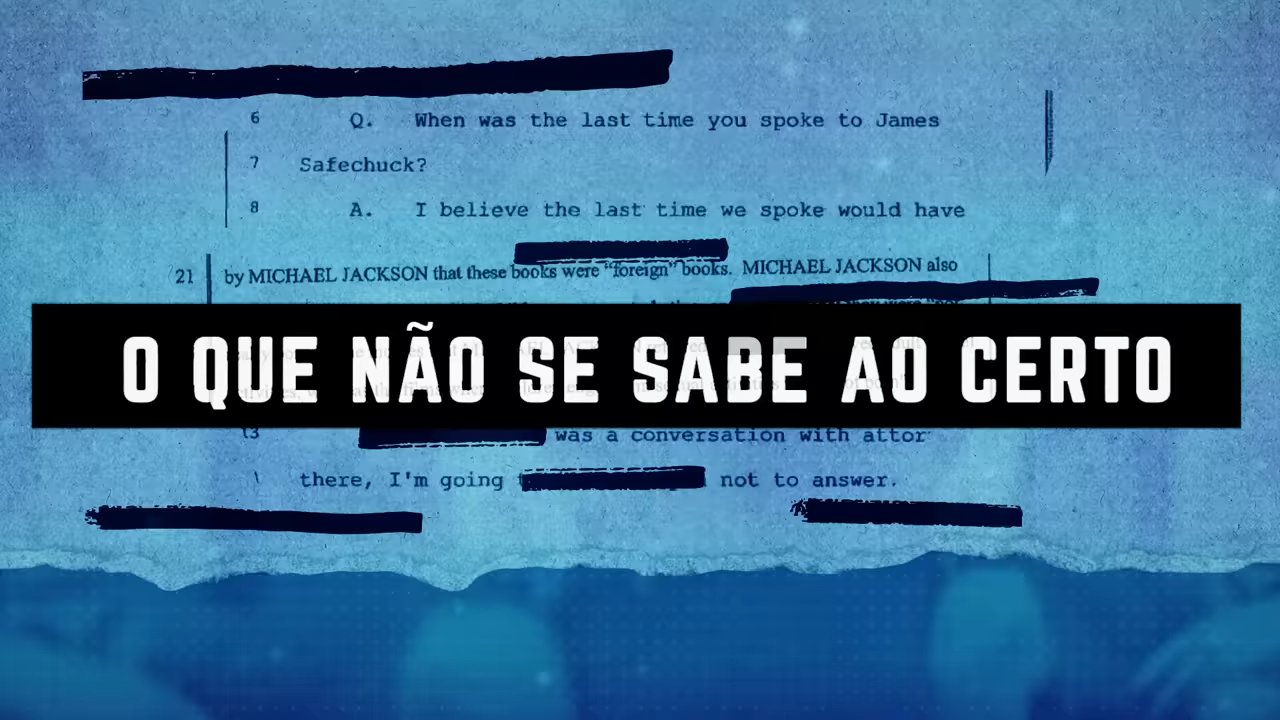 6 Q. When was the last time you spoke to James
7 Safechuck?
8 A. I believe the last time we spoke would have
21 by MICHAEL JACKSON that these books were “foreign” books. MICHAEL JACKSON also
O QUE NÃO SE SABE AO CERTO
13 was a conversation with attor
there, I'm going not to answer.